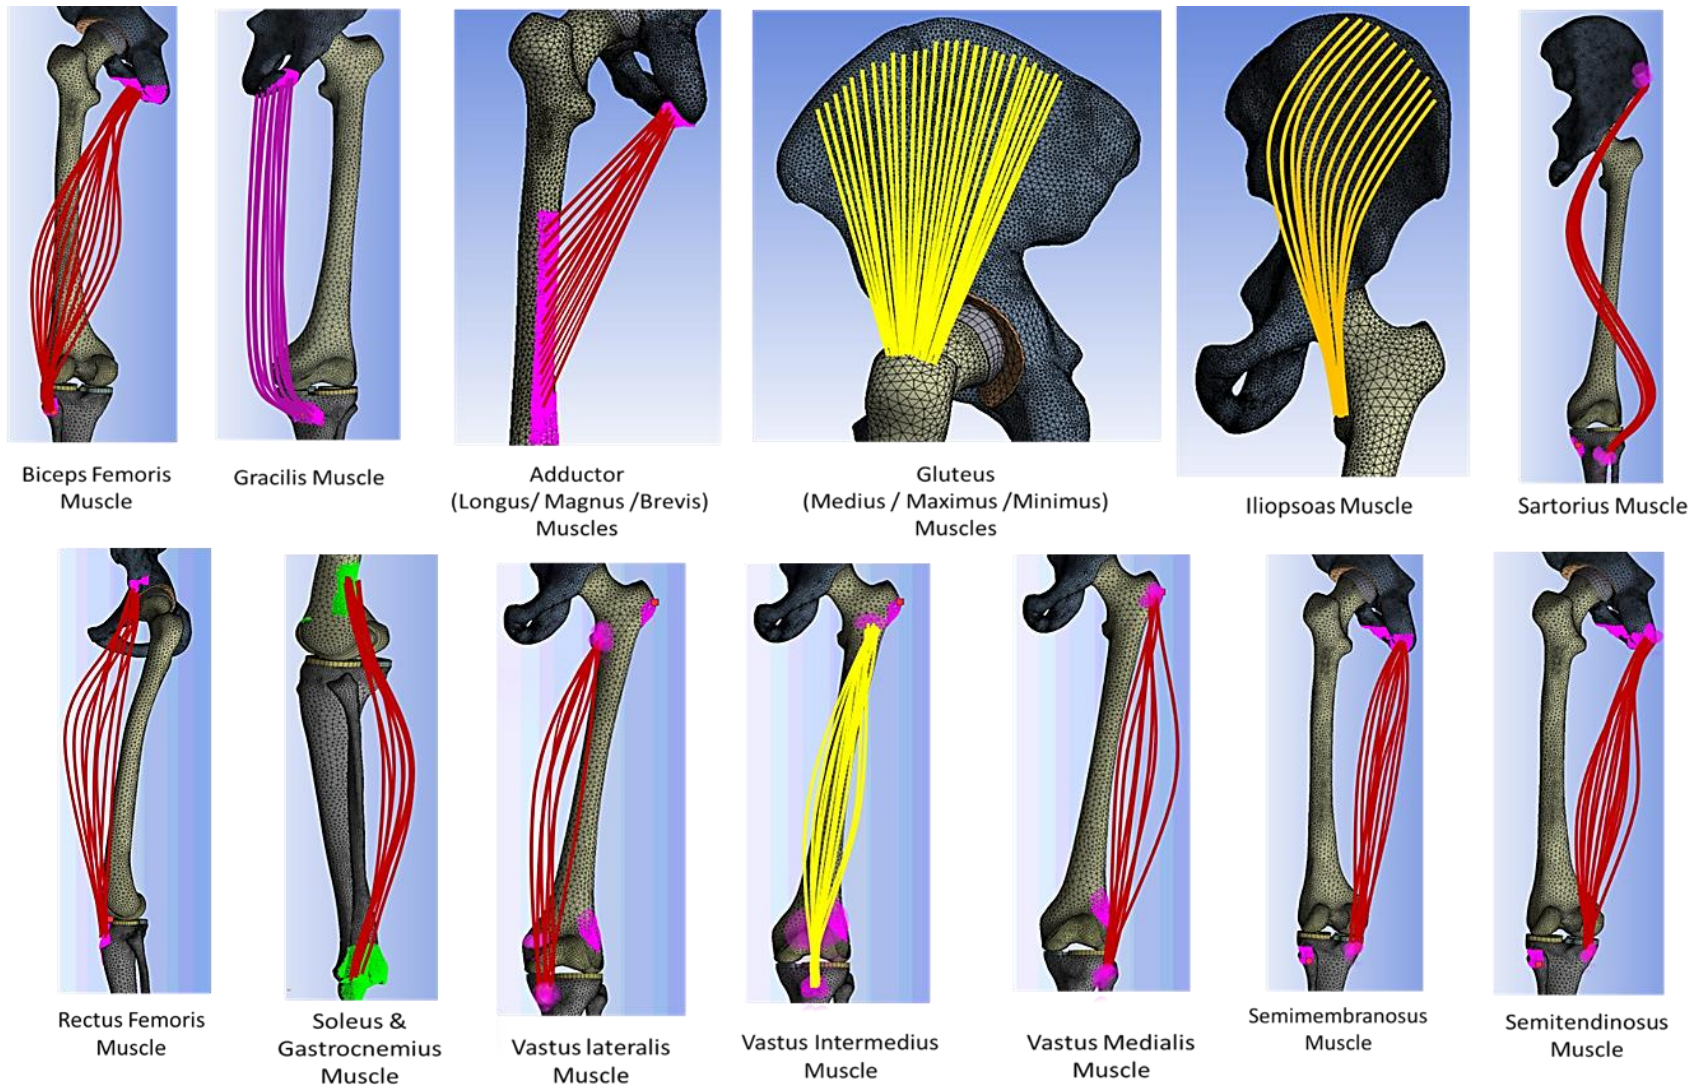 Biceps Femoris
Muscle
Gracilis Muscle
Adductor
(Longus/ Magnus /Brevis)
Muscles
Gluteus
(Medius / Maximus /Minimus)
Muscles
Iliopsoas Muscle
Sartorius Muscle
Rectus Femoris
Muscle
Soleus &
Gastrocnemius
Muscle
Vastus lateralis
Muscle
Vastus Intermedius
Muscle
Vastus Medialis
Muscle
Semimembranosus
Muscle
Semitendinosus
Muscle